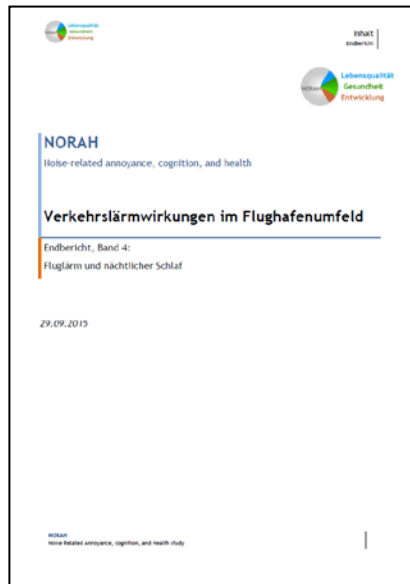 Lebensqualität
Gesundheit
Entwicklung
Inhalt
Endbericht
NORAH
Lebensqualität
Gesundheit
Entwicklung
NORAH
Noise-related annoyance, cognition, and health
Verkehrslärmwirkungen im Flughafenumfeld
Endbericht, Band 4:
Fluglärm und nächtlicher Schlaf
29.09.2015
NORAH
Noise Related Annoyance, cognition, and Health study